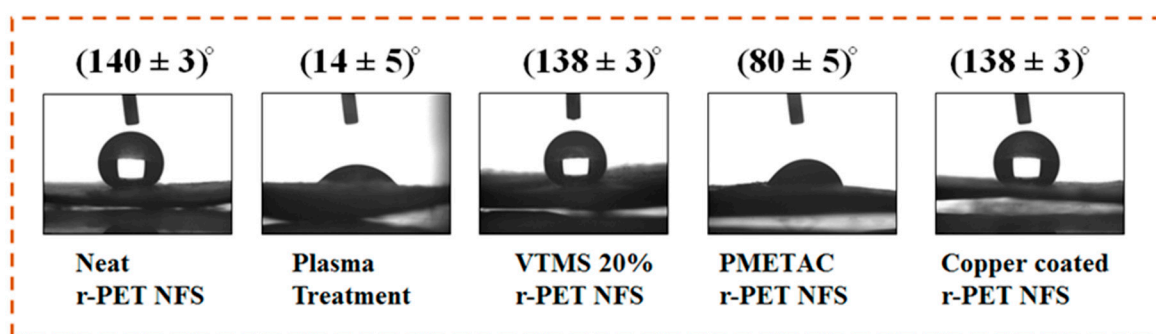 (140 ± 3)° (14 ± 5)° (138 ± 3)° (80 ± 5)° (138 ± 3)°
Neat
r-PET NFS
Plasma
Treatment
VTMS 20%
r-PET NFS
PMETAC
r-PET NFS
Copper coated
r-PET NFS